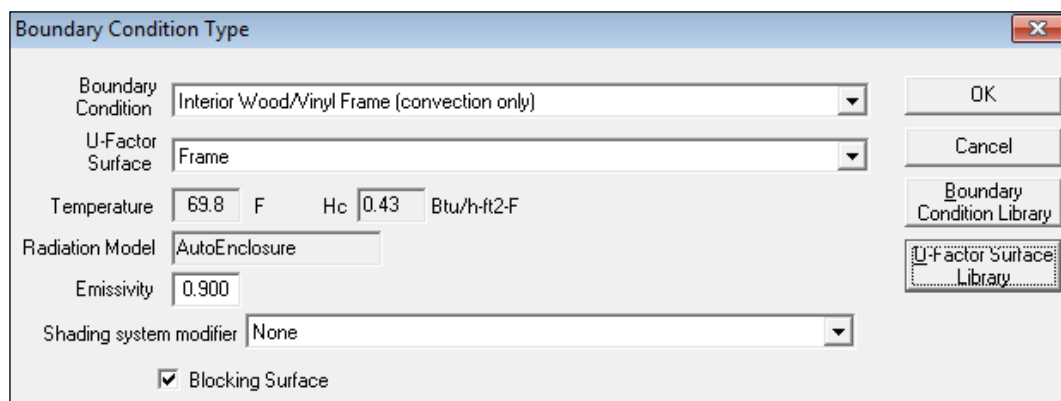 Boundary Condition Type
Boundary
Condition
Interior Wood/Vinyl Frame (convection only)
OK
U-Factor
Surface
Frame
Cancel
Temperature 69.8 F Hc 0.43 Btu/h-ft2-F
Boundary
Condition Library
Radiation Model AutoEnclosure
U-Factor Surface
Library
Emissivity 0.900
Shading system modifier None
Blocking Surface